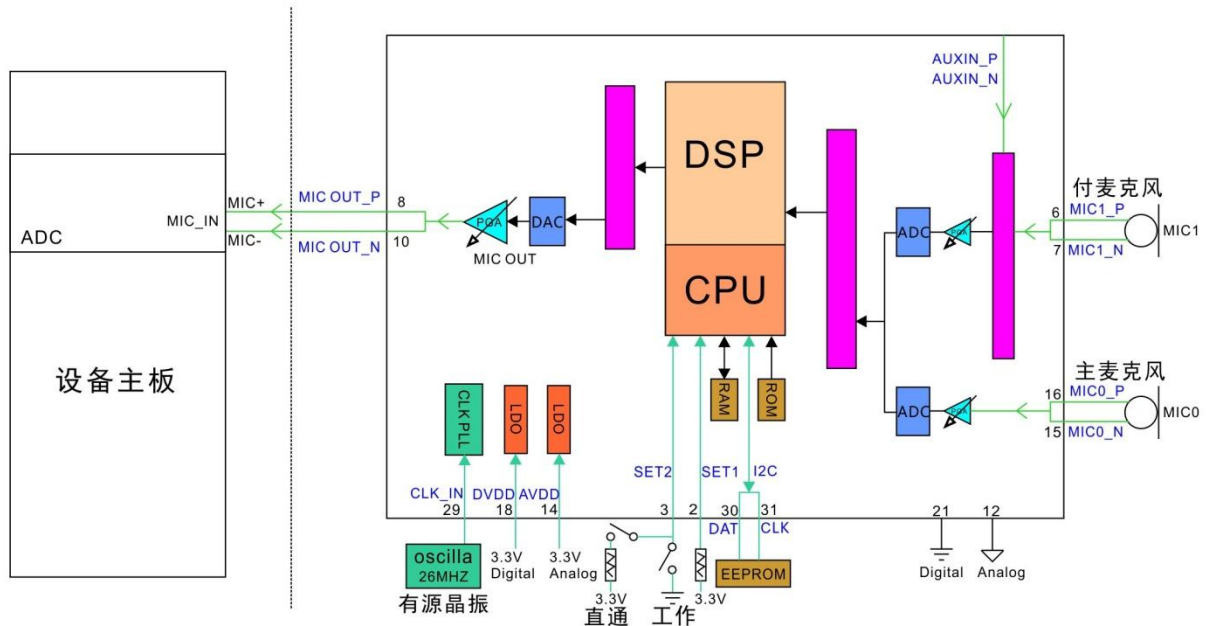 AUXIN_P
AUXIN_N
DSP
CPU
付麦克风
6 MIC1_P
MIC1
7 MIC1_N
ADC
PGA
主麦克风
16 MIC0_P
MIC0
15 MIC0_N
ADC
PGA
MIC OUT_P 8
MIC OUT_N 10
MIC+
MIC_IN
MIC-
ADC
PGA
DAC
MIC OUT
设备主板
CLK PLL
LDO
LDO
RAM
ROM
SET2
SET1
I2C
CLK_IN
DVDD
AVDD
29
18
14
3
2
30
31
DAT
CLK
21
12
oscilla
26MHZ
有源晶振
3.3V
Digital
3.3V
Analog
3.3V
直通
工作
3.3V
EEPROM
Digital
Analog